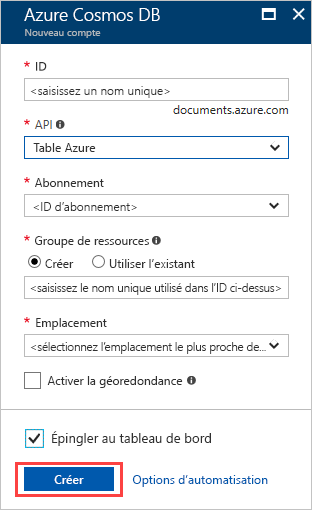 Azure Cosmos DB
Nouveau compte
* ID
<saisissez un nom unique>
documents.azure.com
* API
Table Azure
* Abonnement
<ID d’abonnement>
* Groupe de ressources
Créer Utiliser l’existant
<saisissez le nom unique utilisé dans l’ID ci-dessus>
* Emplacement
<sélectionnez l’emplacement le plus proche de...
Activer la géoredondance
Épingler au tableau de bord
Créer Options d’automatisation